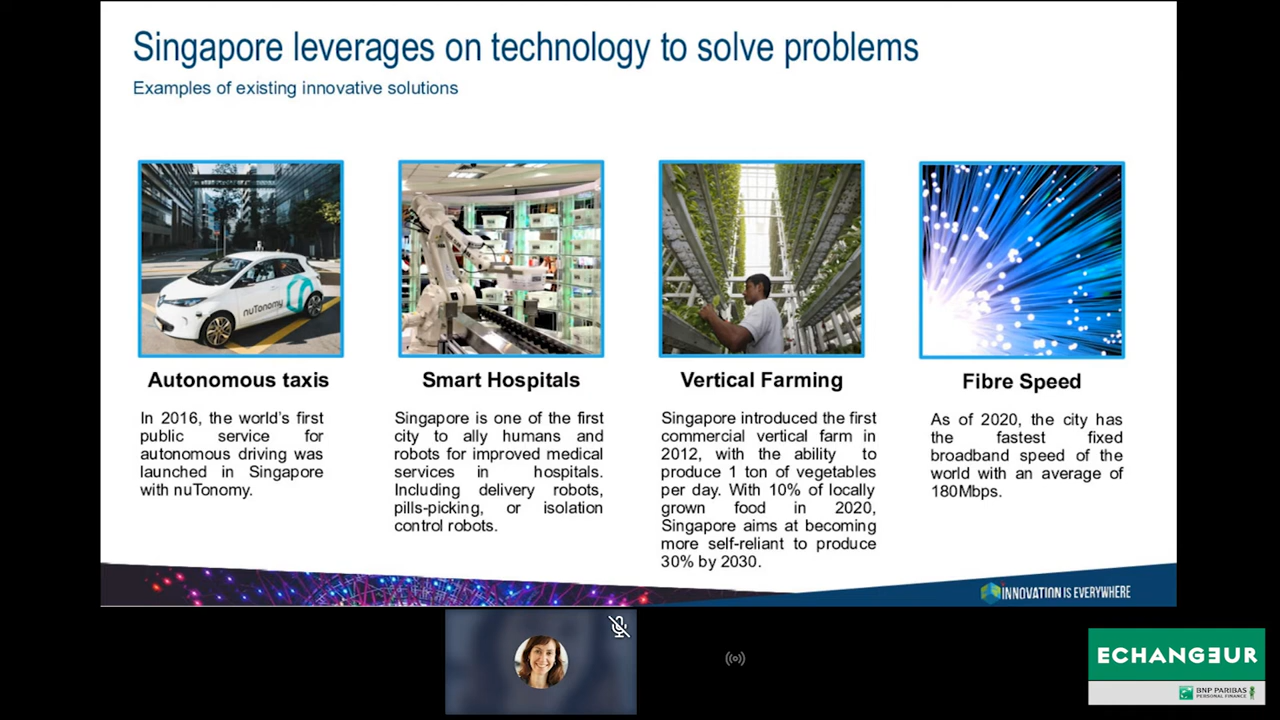 Singapore leverages on technology to solve problems
Examples of existing innovative solutions
nuTonomy
Autonomous taxis
In 2016, the world's first
public service for
autonomous driving was
launched in Singapore
with nuTonomy.
Smart Hospitals
Singapore is one of the first
city to ally humans and
robots for improved medical
services in hospitals.
Including delivery robots,
pills-picking, or isolation
control robots.
Vertical Farming
Singapore introduced the first
commercial vertical farm in
2012, with the ability to
produce 1 ton of vegetables
per day. With 10% of locally
grown food in 2020,
Singapore aims at becoming
more self-reliant to produce
30% by 2030.
Fibre Speed
As of 2020, the city has
the fastest fixed
broadband speed of the
world with an average of
180Mbps.
INNOVATION IS EVERYWHERE
ECHANGEUR
BNP PARIBAS
PERSONAL FINANCE